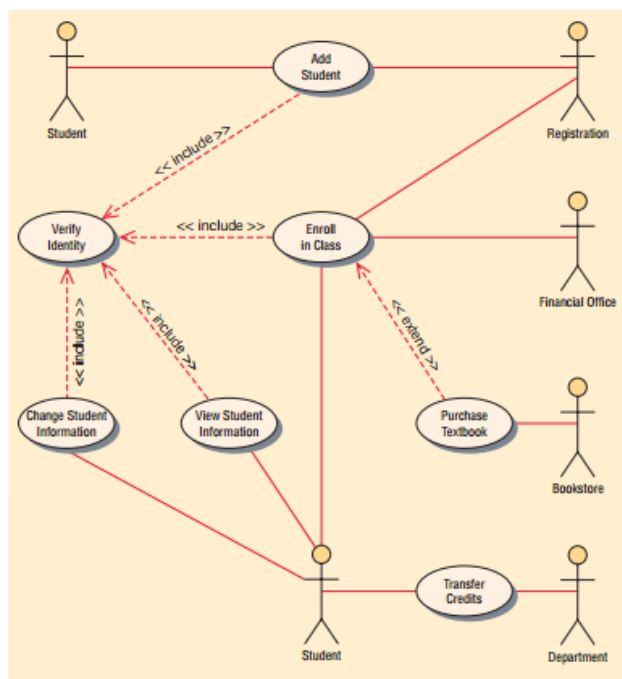 Add
Student
Student
Registration
<< include >>
Verify
Identity
<< include >>
Enroll
in Class
Financial Office
<< include >>
<< include >>
<< extend >>
Change Student
Information
View Student
Information
Purchase
Textbook
Bookstore
Transfer
Credits
Student
Department